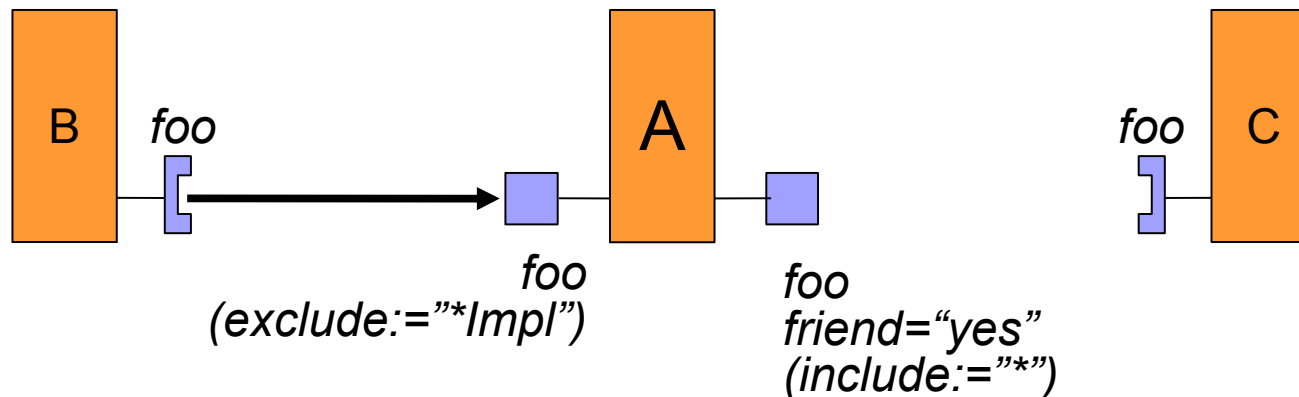 B
foo
A
foo
C
foo
(exclude:=”*Impl”)
foo
friend=“yes”
(include:=”*”)